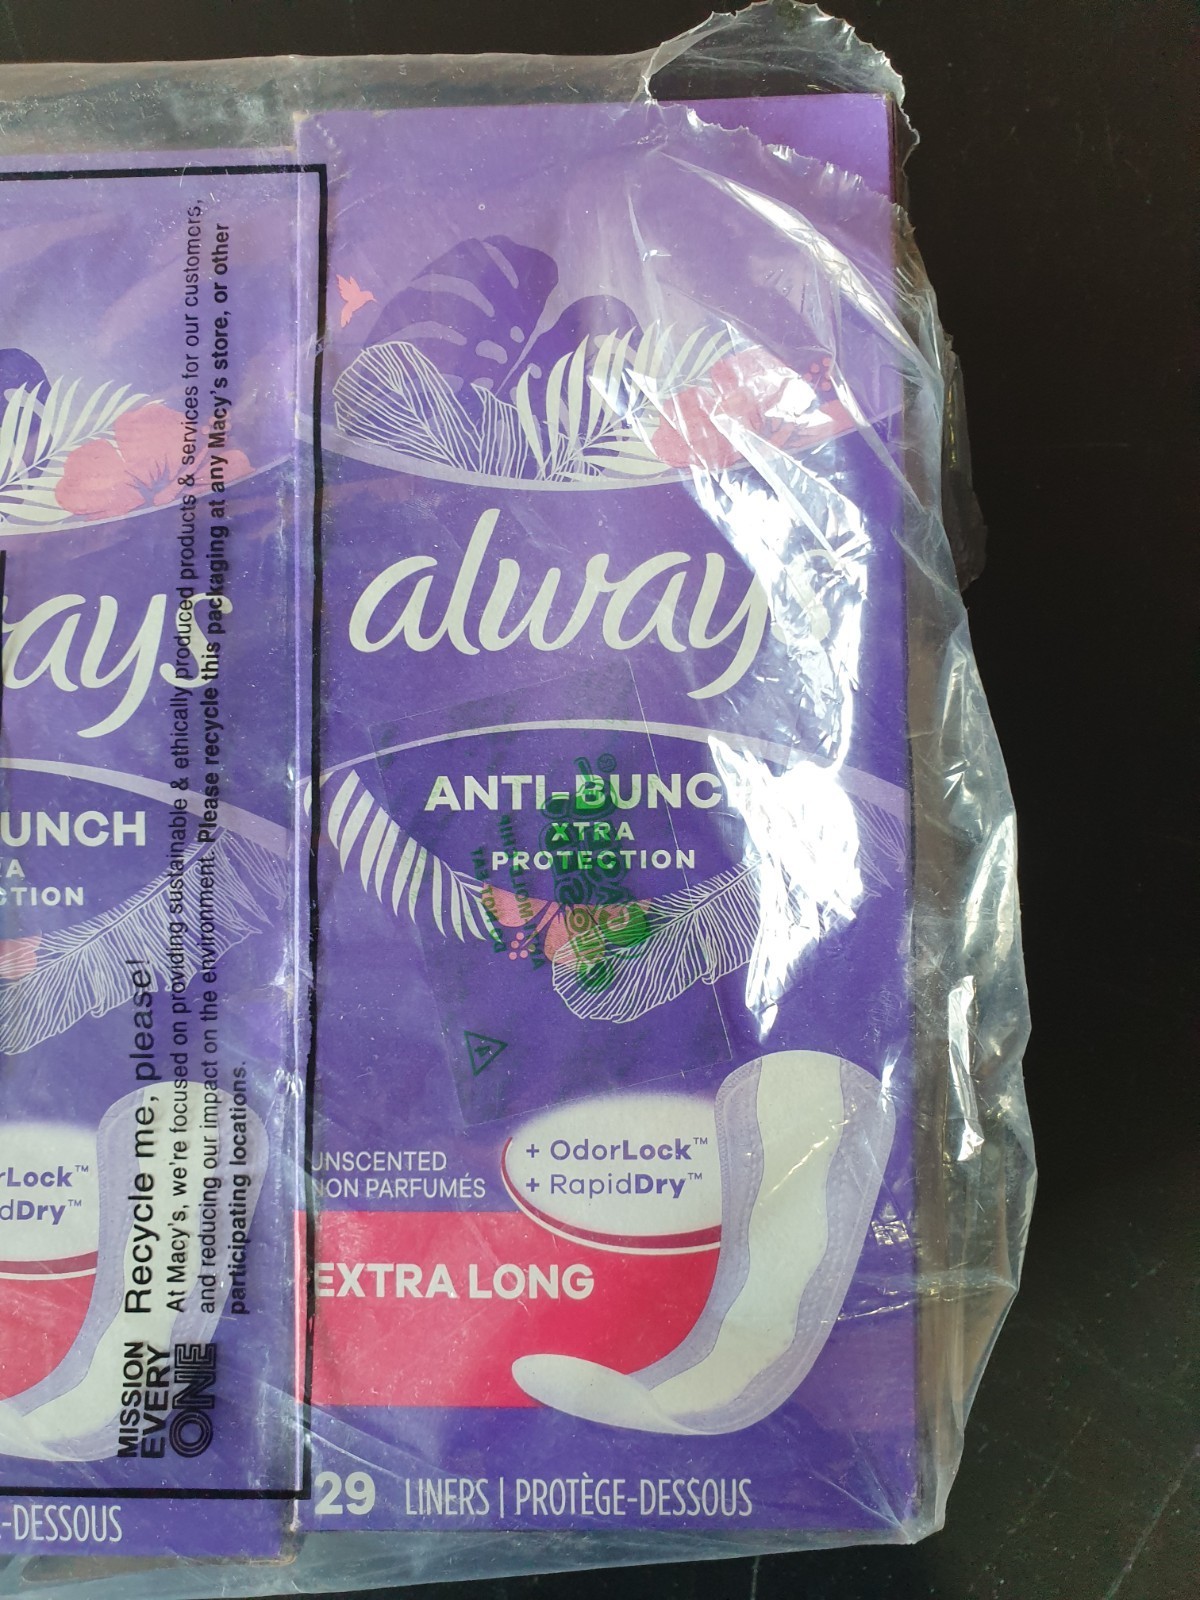 always
ANTI-BUNCH
XTRA
PROTECTION
UNSCENTED
NON PARFUMÉS
+ OdorLock™
+ RapidDry™
EXTRA LONG
29 LINERS | PROTÈGE-DESSOUS
ays
UNCH
RA
CTION
rLock™
dDry™
-DESSOUS
MISSION
EVERY
ONE
Recycle me, please!
At Macy's, we're focused on providing sustainable & ethically produced products & services for our customers,
and reducing our impact on the environment. Please recycle this packaging at any Macy's store, or other
participating locations.